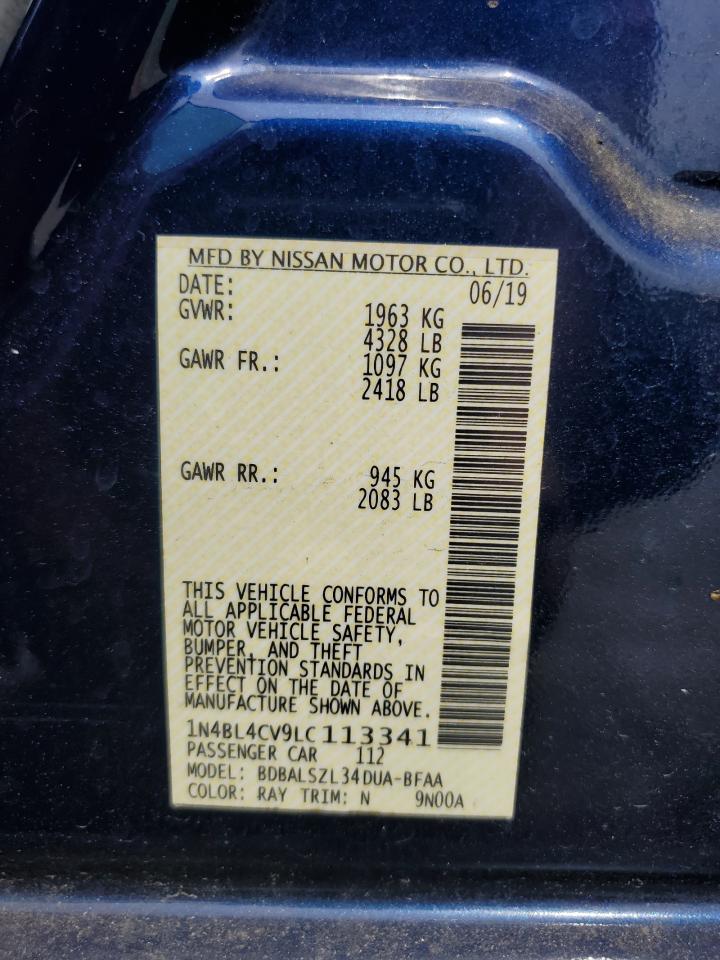 MFD BY NISSAN MOTOR CO., LTD.
DATE: 06/19
GVWR: 1963 KG
4328 LB
GAWR FR.: 1097 KG
2418 LB
GAWR RR.: 945 KG
2083 LB
THIS VEHICLE CONFORMS TO
ALL APPLICABLE FEDERAL
MOTOR VEHICLE SAFETY,
BUMPER, AND THEFT
PREVENTION STANDARDS IN
EFFECT ON THE DATE OF
MANUFACTURE SHOWN ABOVE.
1N4BL4CV9LC113341
PASSENGER CAR 112
MODEL: BDBALSZL34DUA-BFAA
COLOR: RAY TRIM: N 9N00A